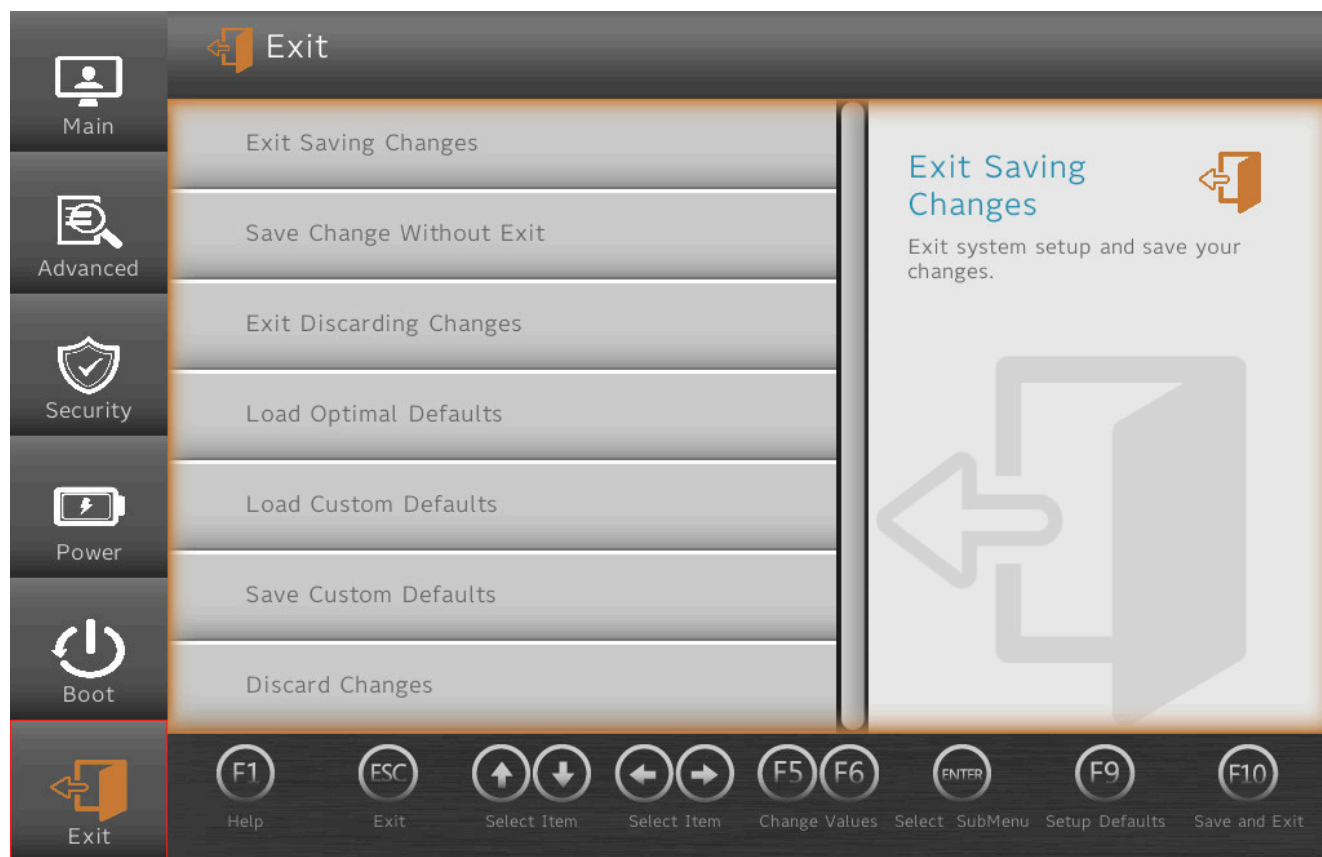 Exit
Main
Advanced
Security
Power
Boot
Exit
Exit Saving Changes
Save Change Without Exit
Exit Discarding Changes
Load Optimal Defaults
Load Custom Defaults
Save Custom Defaults
Discard Changes
Exit Saving
Changes
Exit system setup and save your
changes.
F1
Help
ESC
Exit
Select Item
Select Item
F5 F6
Change Values
ENTER
Select SubMenu
F9
Setup Defaults
F10
Save and Exit